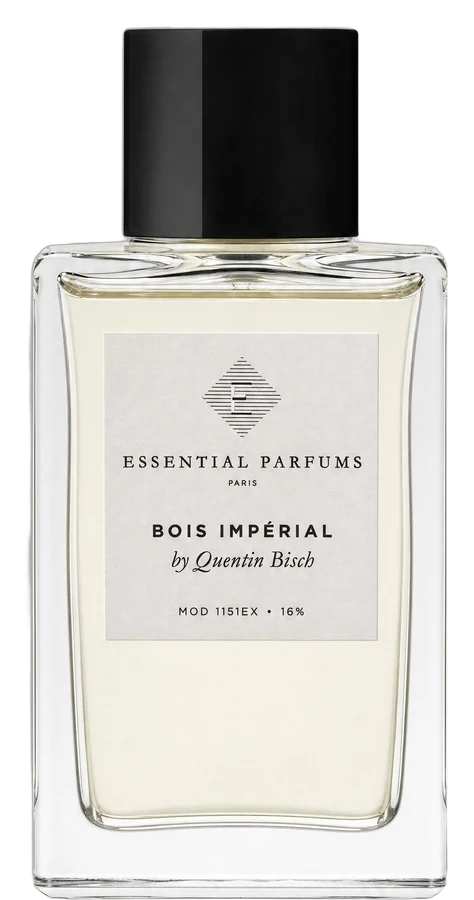 E
ESSENTIAL PARFUMS
PARIS
BOIS IMPÉRIAL
by Quentin Bisch
MOD 1151EX • 16%